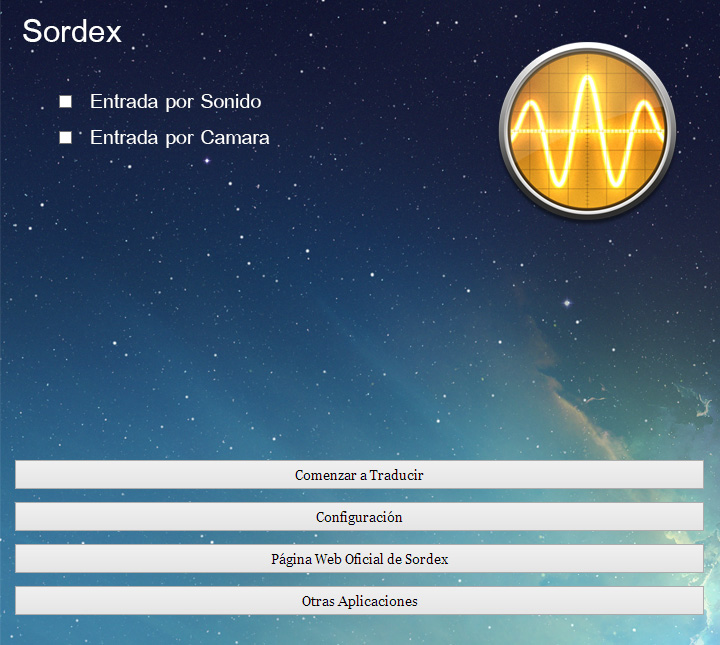 Sordex
Entrada por Sonido
Entrada por Camara
Comenzar a Traducir
Configuración
Página Web Oficial de Sordex
Otras Aplicaciones